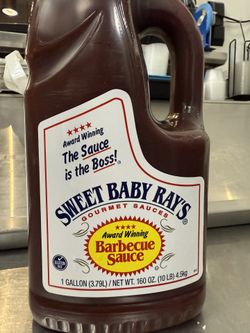 ★★★★
Award Winning
The Sauce
is the Boss!®
SWEET BABY RAY'S®
GOURMET SAUCES
★★★★
Award Winning
Barbecue
Sauce
1 GALLON (3.79L) / NET WT. 160 OZ. (10 LB) 4.5kg